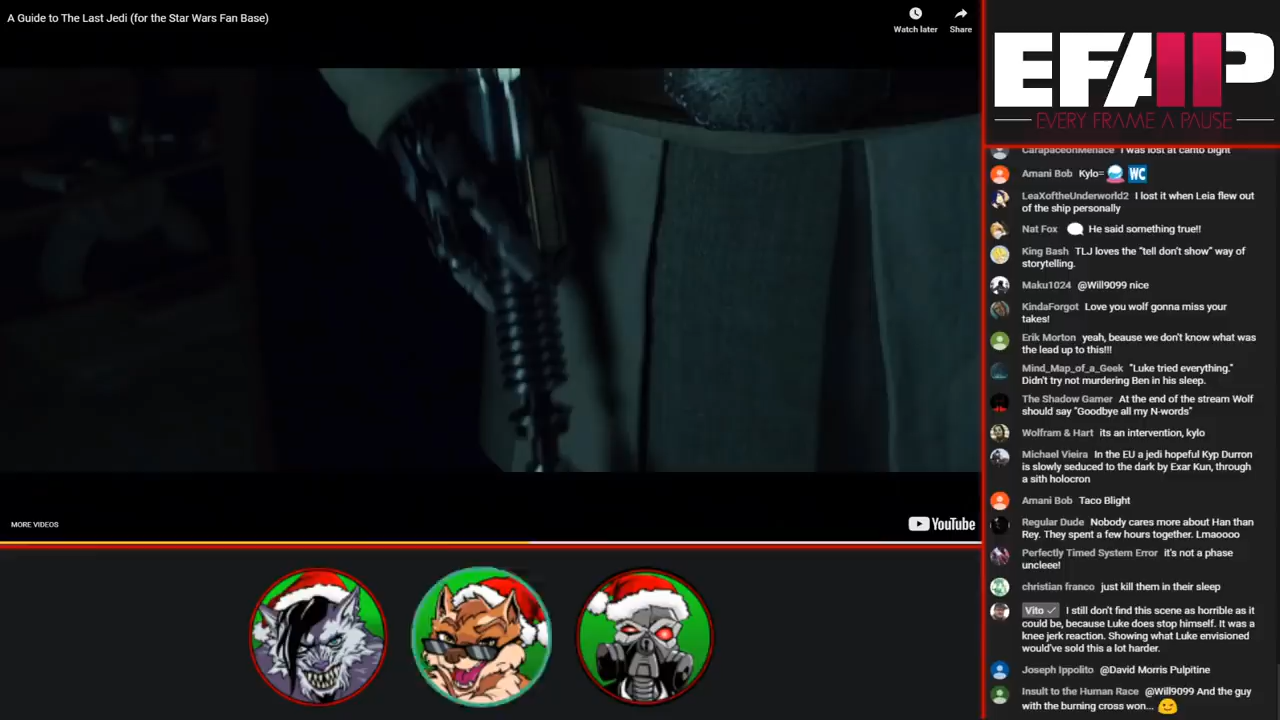 A Guide to The Last Jedi (for the Star Wars Fan Base)
Watch later
Share
MORE VIDEOS
YouTube
EFAP
EVERY FRAME A PAUSE
CarapaceonMenace I was lost at canto bight
Amani Bob Kylo= WC
LeaXoftheUnderworld2 I lost it when Leia flew out
of the ship personally
Nat Fox He said something true!!
King Bash TLJ loves the “tell don’t show” way of
storytelling.
Maku1024 @Will9099 nice
KindaForgot Love you wolf gonna miss your
takes!
Erik Morton yeah, beause we don't know what was
the lead up to this!!!
Mind_Map_of_a_Geek “Luke tried everything.”
Didn’t try not murdering Ben in his sleep.
The Shadow Gamer At the end of the stream Wolf
should say "Goodbye all my N-words"
Wolfram & Hart its an intervention, kylo
Michael Vieira In the EU a jedi hopeful Kyp Durron
is slowly seduced to the dark by Exar Kun, through
a sith holocron
Amani Bob Taco Blight
Regular Dude Nobody cares more about Han than
Rey. They spent a few hours together. Lmaoooo
Perfectly Timed System Error it's not a phase
uncleee!
christian franco just kill them in their sleep
Vito ✓ I still don't find this scene as horrible as it
could be, because Luke does stop himself. It was a
knee jerk reaction. Showing what Luke envisioned
would've sold this a lot harder.
Joseph Ippolito @David Morris Pulpitine
Insult to the Human Race @Will9099 And the guy
with the burning cross won...